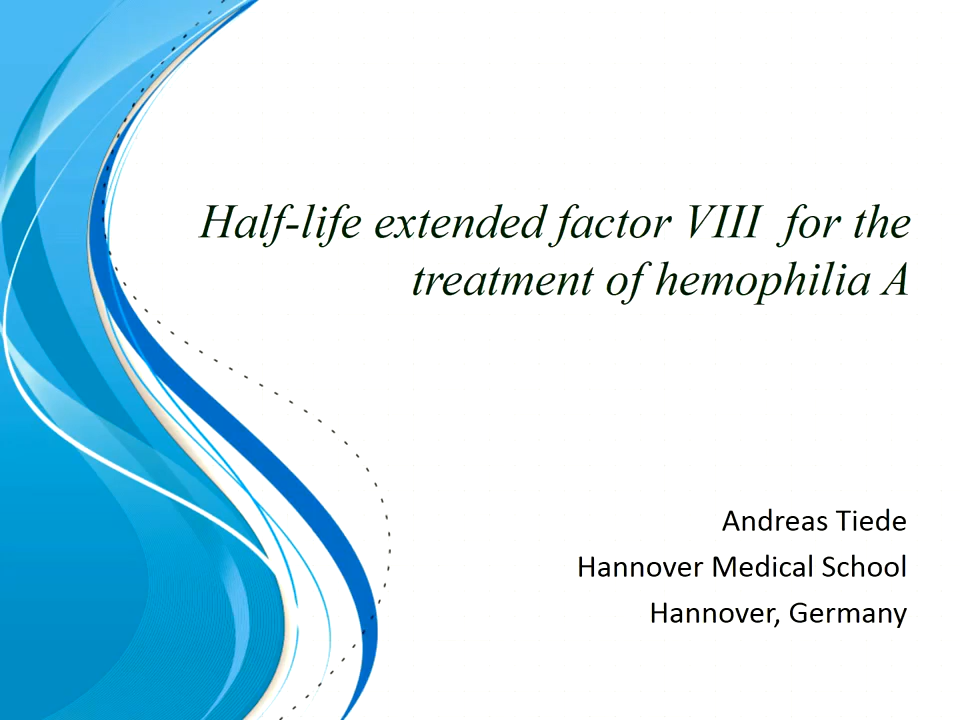 Half-life extended factor VIII for the
treatment of hemophilia A
Andreas Tiede
Hannover Medical School
Hannover, Germany